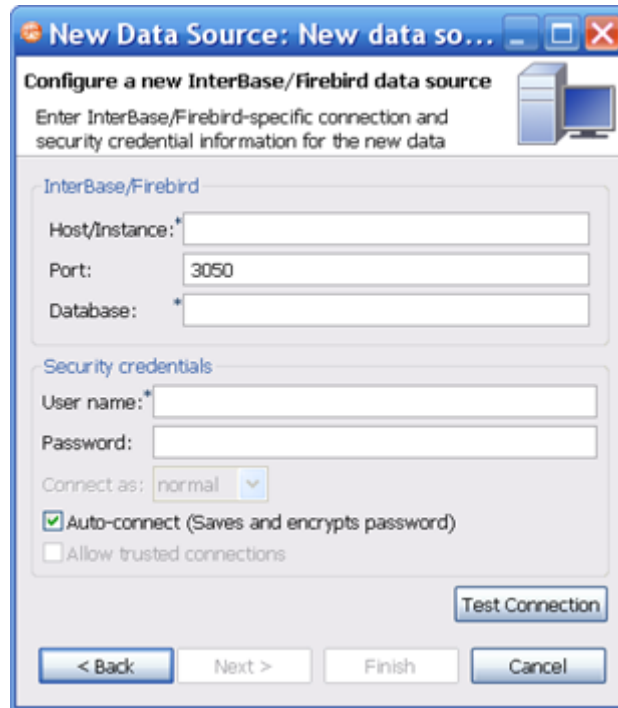 New Data Source: New data so...
Configure a new InterBase/Firebird data source
Enter InterBase/Firebird-specific connection and
security credential information for the new data
InterBase/Firebird
Host/Instance:*
Port: 3050
Database: *
Security credentials
User name:*
Password:
Connect as: normal
Auto-connect (Saves and encrypts password)
Allow trusted connections
Test Connection
< Back Next > Finish Cancel